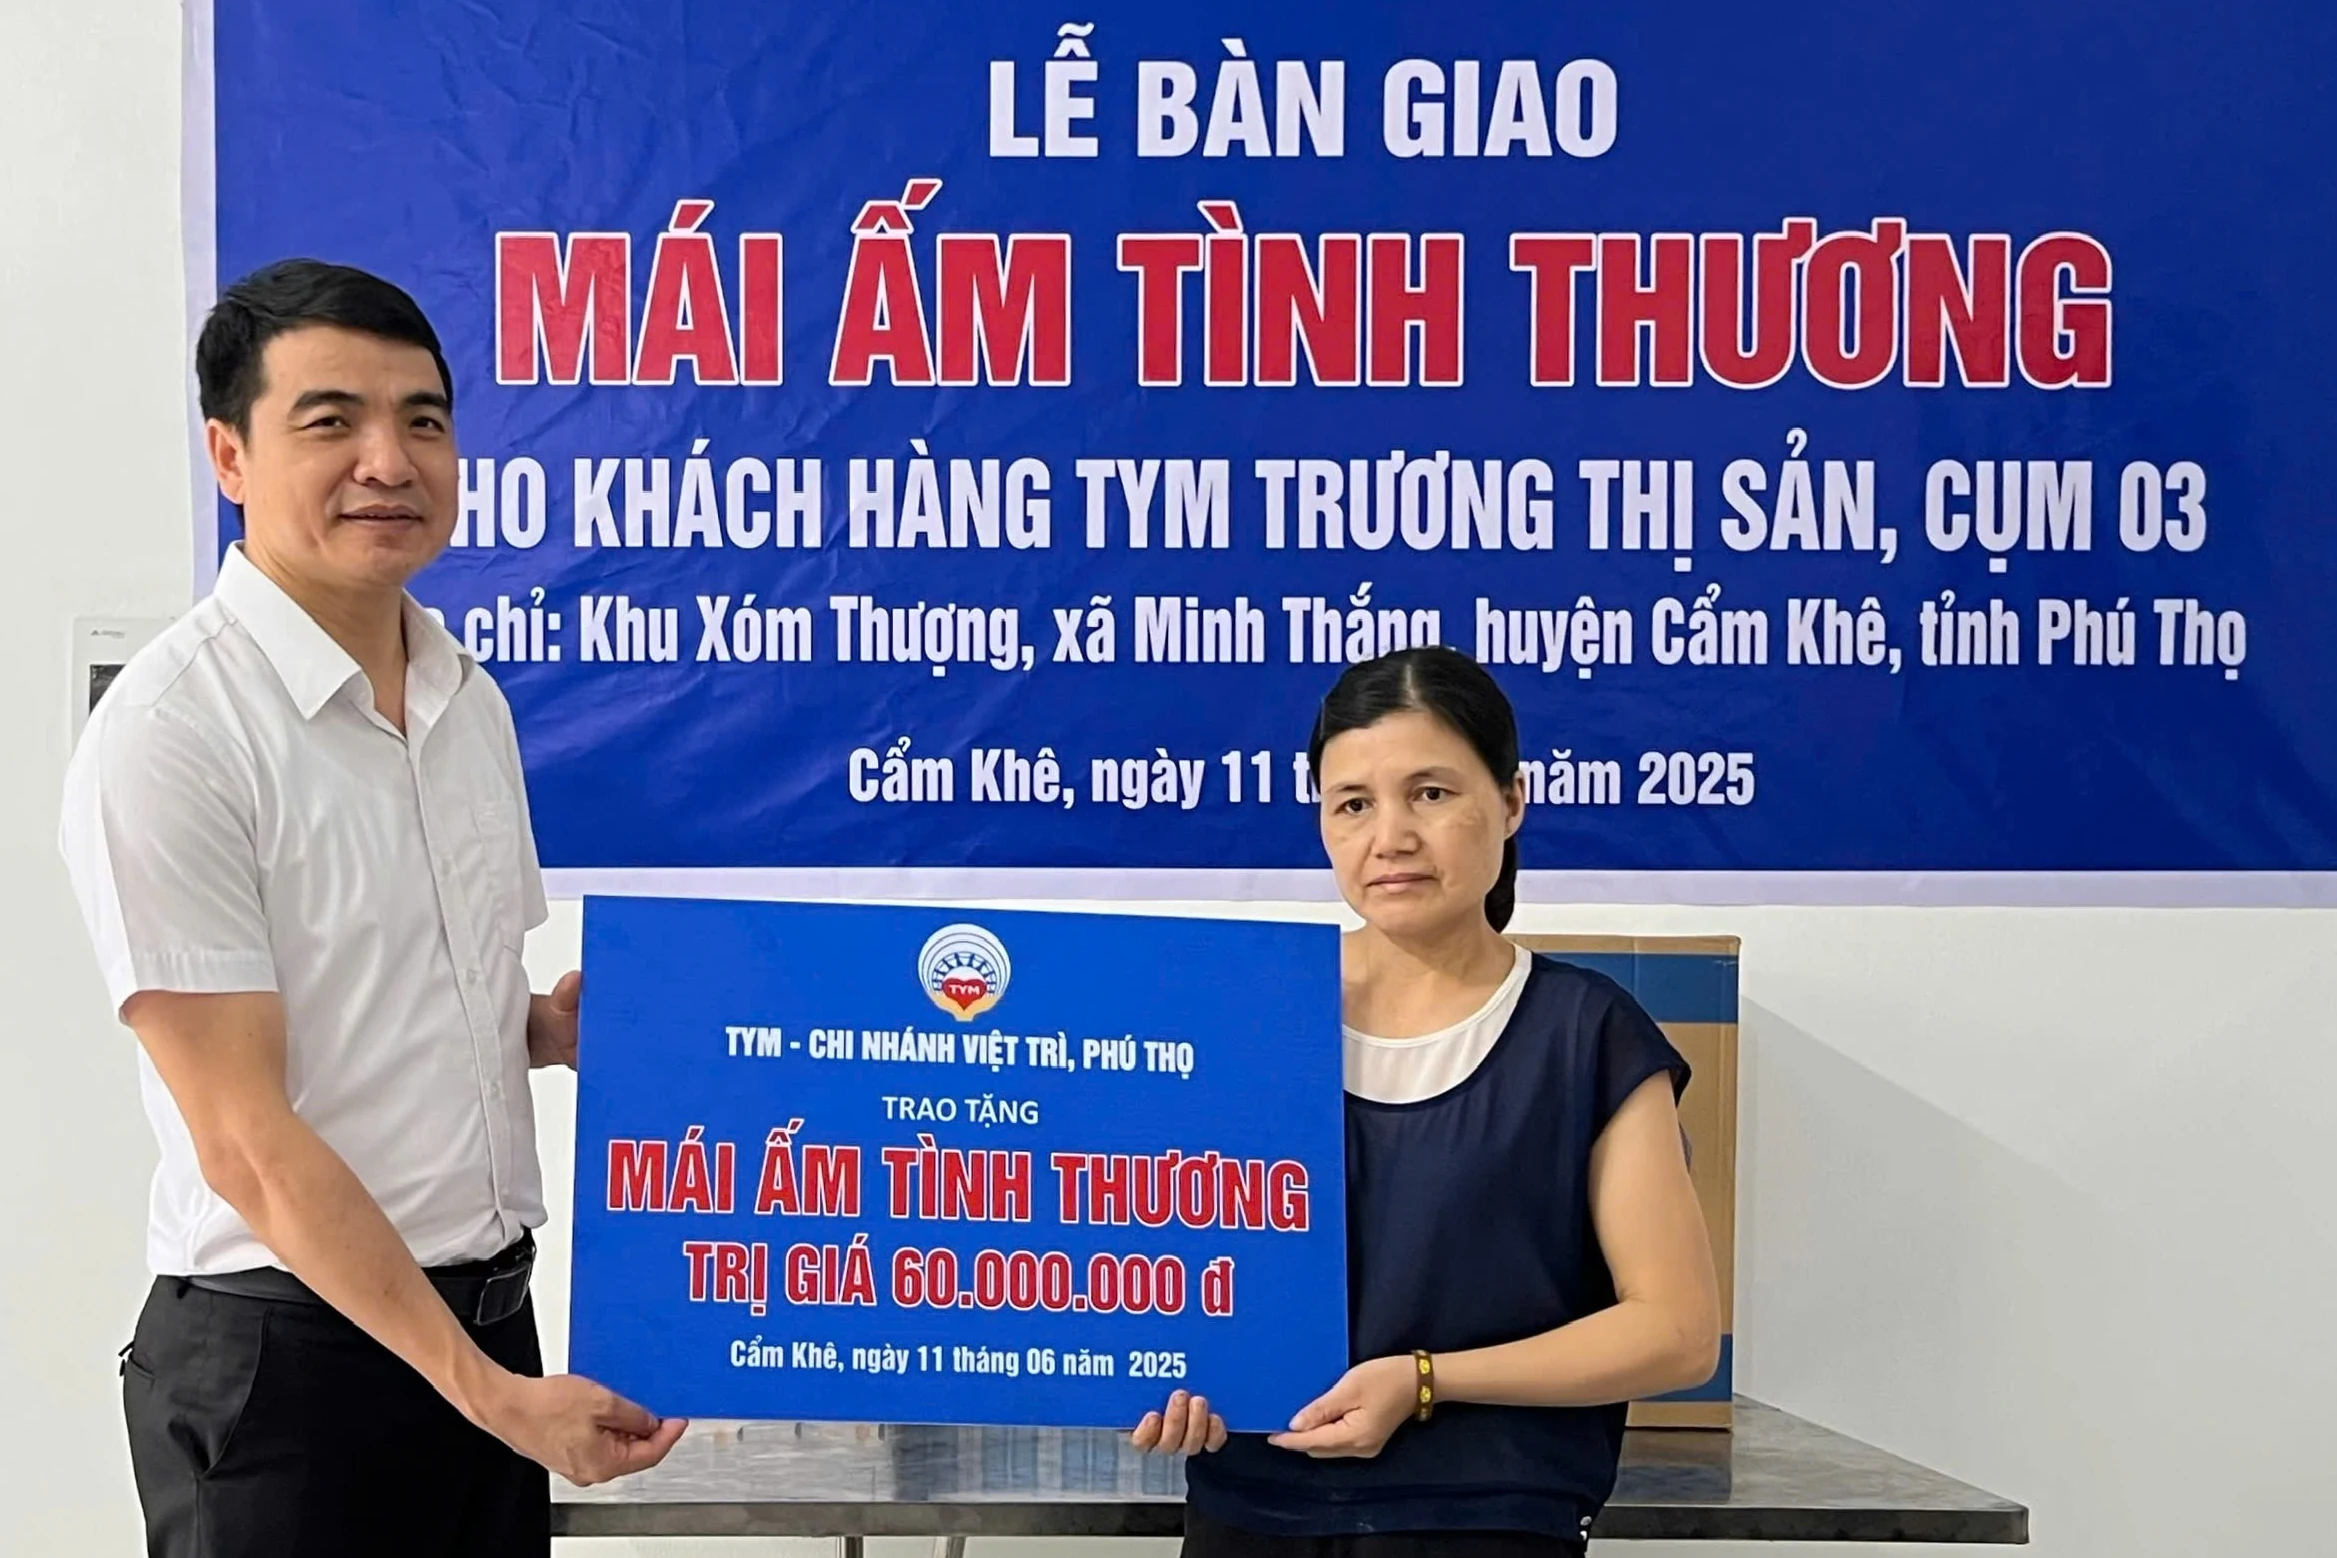 LỄ BÀN GIAO
MÁI ẤM TÌNH THƯƠNG
KHÁCH HÀNG TYM TRƯƠNG THỊ SẢN, CỤM 03
chỉ: Khu Xóm Thượng, xã Minh Thắng, huyện Cẩm Khê, tỉnh Phú Thọ
Cẩm Khê, ngày 11 năm 2025
TYM
TYM - CHI NHÁNH VIỆT TRÌ, PHÚ THỌ
TRAO TẶNG
MÁI ẤM TÌNH THƯƠNG
TRỊ GIÁ 60.000.000 đ
Cẩm Khê, ngày 11 tháng 06 năm 2025